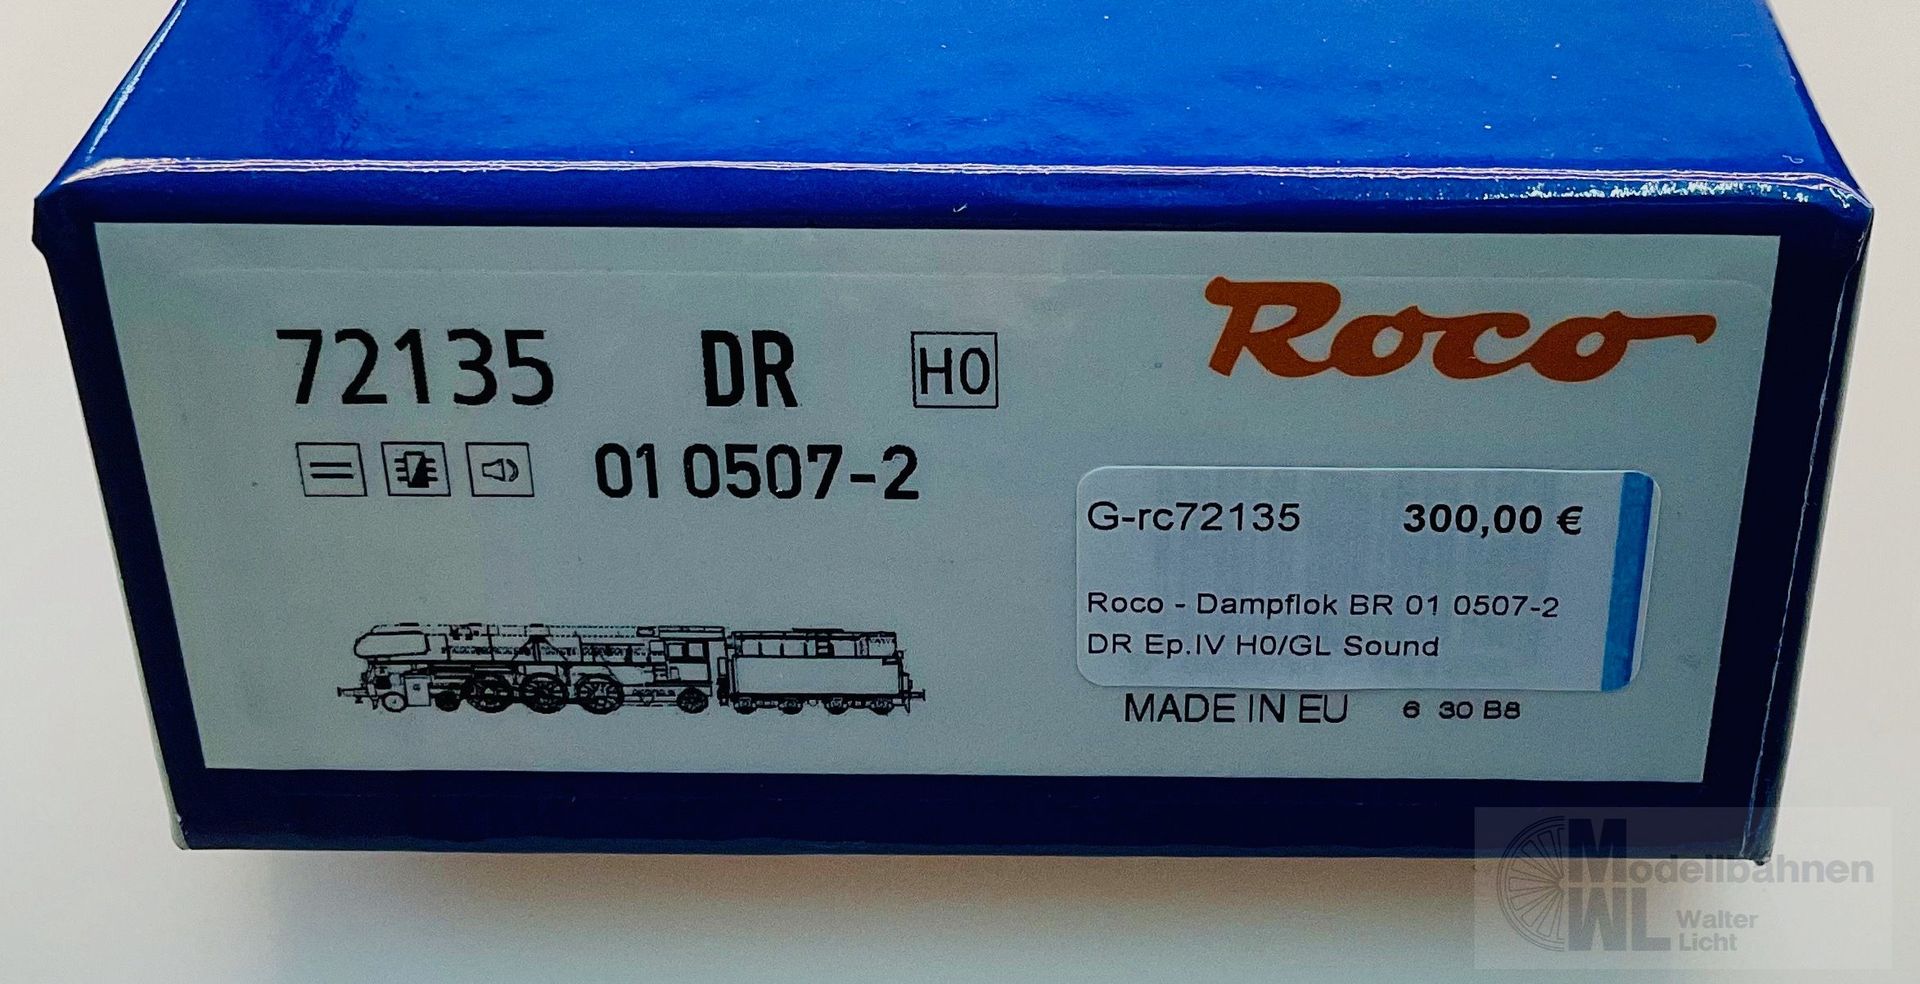 72135 DR H0 Roco
01 0507-2
G-rc72135 300,00 €
Roco - Dampflok BR 01 0507-2
DR Ep.IV H0/GL Sound
MADE IN EU 6 30 B8
Modellbahnen
WL Walter
Licht